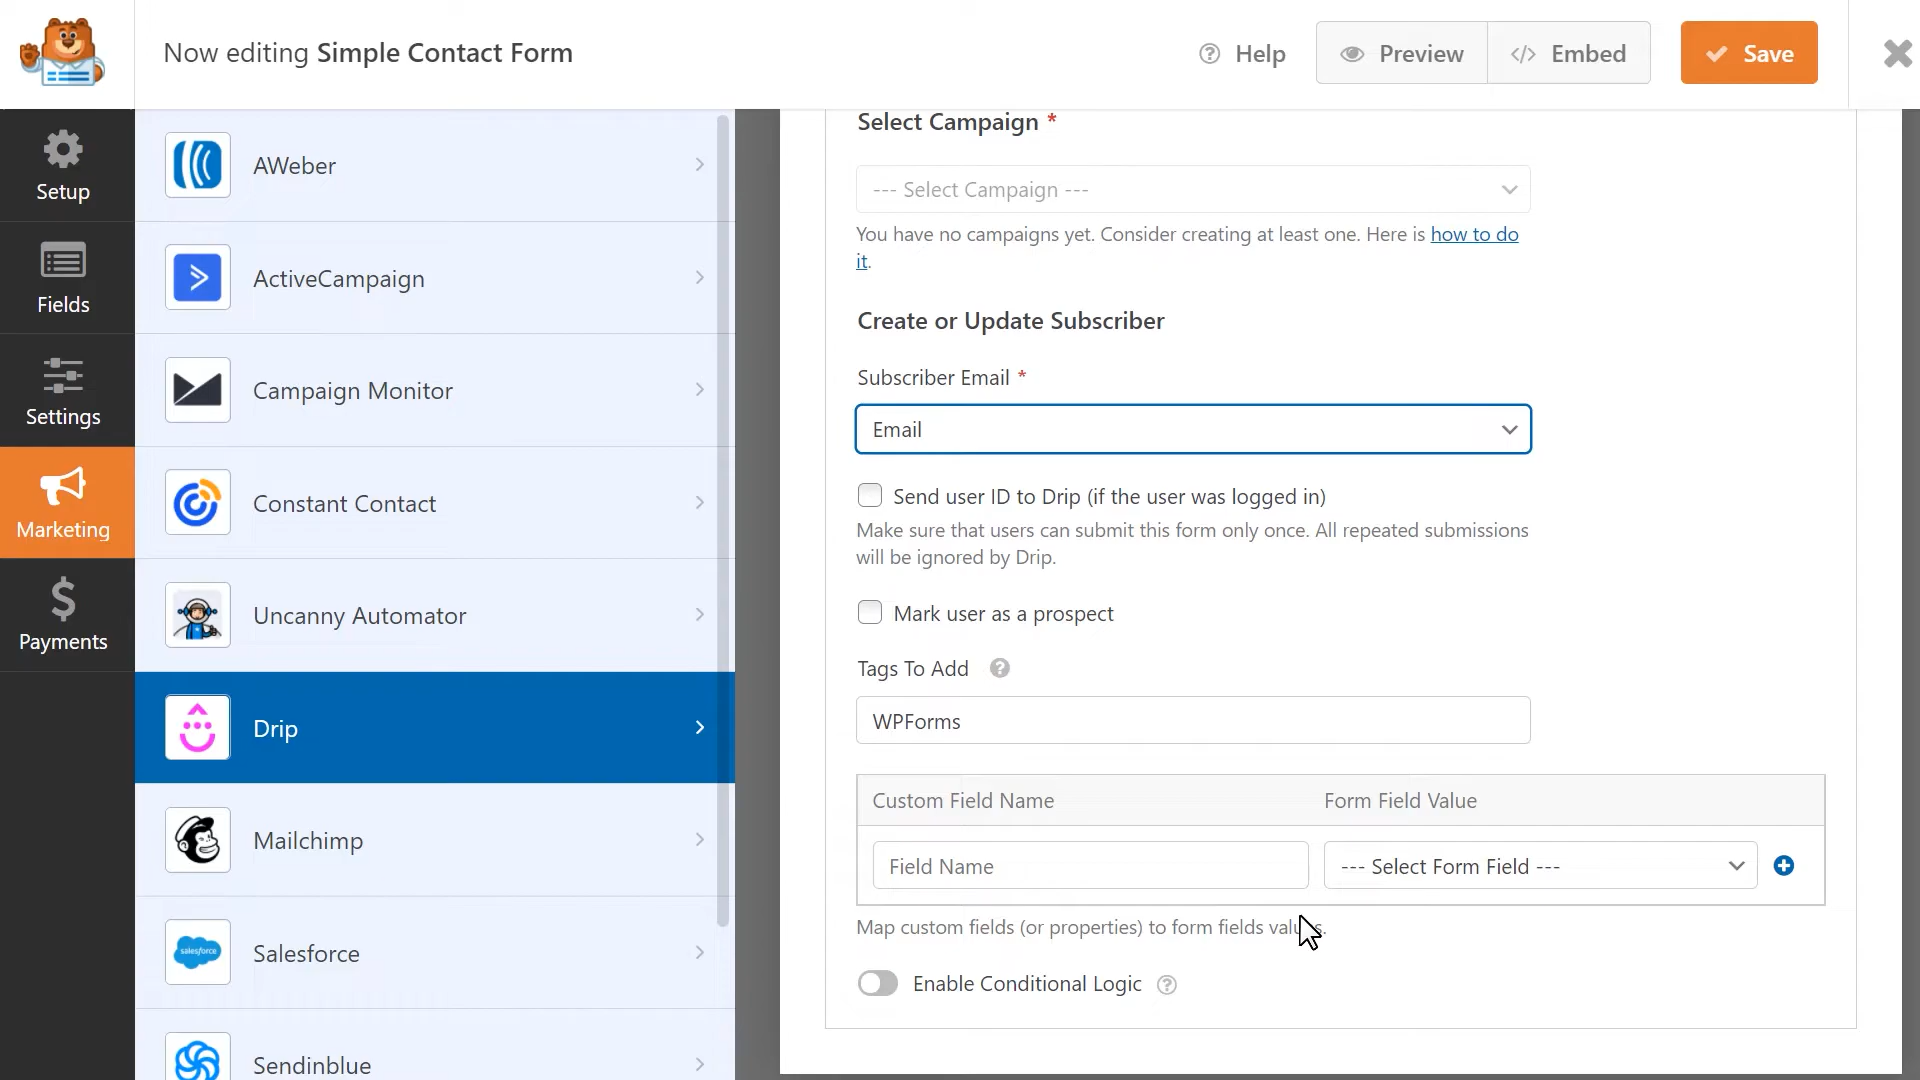 Now editing Simple Contact Form
Help
Preview
Embed
Save
Setup
Fields
Settings
Marketing
Payments
AWeber
ActiveCampaign
Campaign Monitor
Constant Contact
Uncanny Automator
Drip
Mailchimp
salesforce
Salesforce
Sendinblue
Select Campaign *
--- Select Campaign ---
You have no campaigns yet. Consider creating at least one. Here is how to do
it.
Create or Update Subscriber
Subscriber Email *
Email
Send user ID to Drip (if the user was logged in)
Make sure that users can submit this form only once. All repeated submissions
will be ignored by Drip.
Mark user as a prospect
Tags To Add
WPForms
Custom Field Name Form Field Value
Field Name --- Select Form Field ---
Map custom fields (or properties) to form fields values.
Enable Conditional Logic